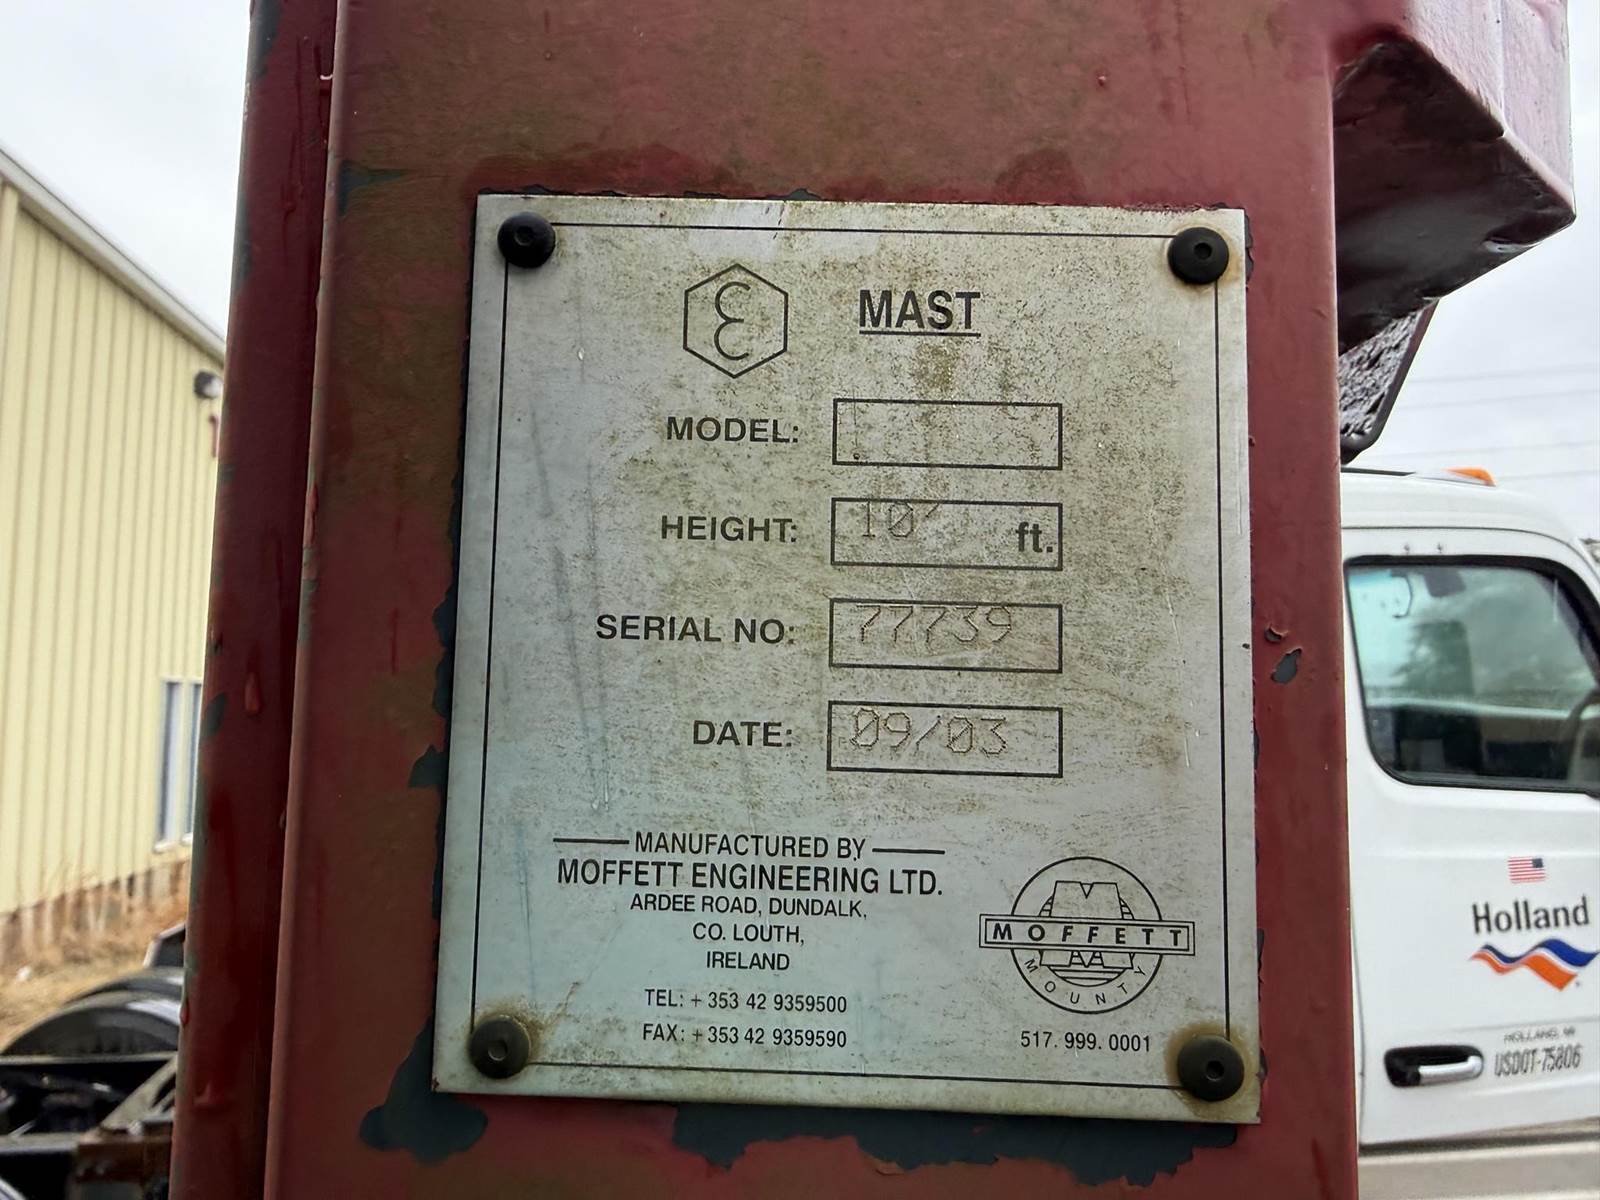 MAST
MODEL:
HEIGHT: 10' ft.
SERIAL NO: 77739
DATE: 09/03
MANUFACTURED BY
MOFFETT ENGINEERING LTD.
ARDEE ROAD, DUNDALK,
CO. LOUTH,
IRELAND
TEL: + 353 42 9359500
FAX: + 353 42 9359590
MOFFETT
MOUNTY
517. 999. 0001
Holland
HOLLAND, MI
USDOT-75806